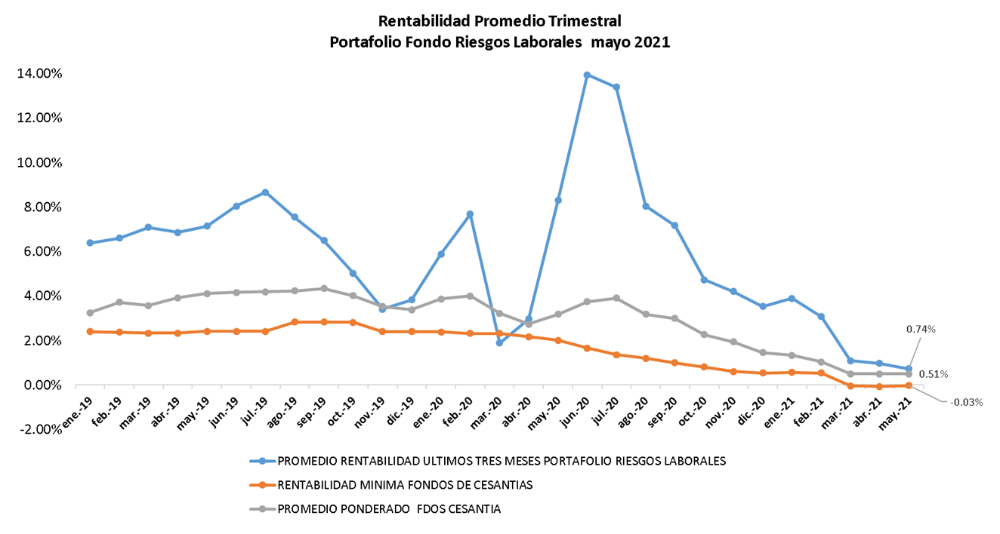 Rentabilidad Promedio Trimestral
Portafolio Fondo Riesgos Laborales mayo 2021
14.00%
12.00%
10.00%
8.00%
6.00%
4.00%
2.00%
0.00%
-2.00%
0.74%
0.51%
-0.03%
ene.-19
feb.-19
mar.-19
abr.-19
may.-19
jun.-19
jul.-19
ago.-19
sep.-19
oct.-19
nov.-19
dic.-19
ene.-20
feb.-20
mar.-20
abr.-20
may.-20
jun.-20
jul.-20
ago.-20
sep.-20
oct.-20
nov.-20
dic.-20
ene.-21
feb.-21
mar.-21
abr.-21
may.-21
PROMEDIO RENTABILIDAD ULTIMOS TRES MESES PORTAFOLIO RIESGOS LABORALES
RENTABILIDAD MINIMA FONDOS DE CESANTIAS
PROMEDIO PONDERADO FDOS CESANTIA